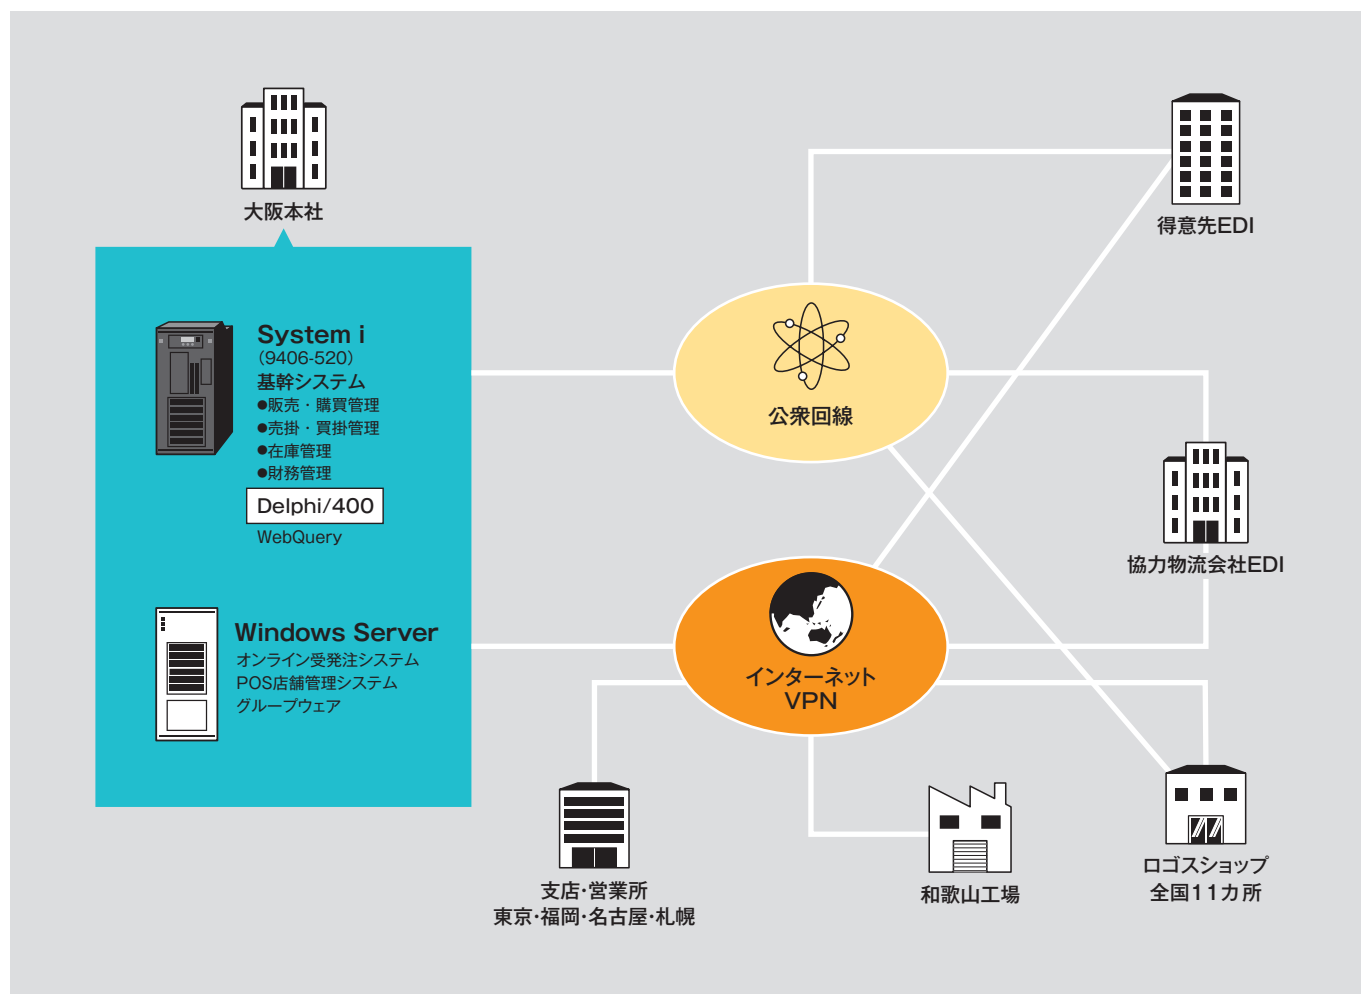 大阪本社
System i
（9406-520）
基幹システム
●販売・購買管理
●売掛・買掛管理
●在庫管理
●財務管理
Delphi/400
WebQuery
Windows Server
オンライン受発注システム
POS店舗管理システム
グループウェア
公衆回線
インターネット
VPN
得意先EDI
協力物流会社EDI
支店・営業所
東京・福岡・名古屋・札幌
和歌山工場
ロゴスショップ
全国11カ所